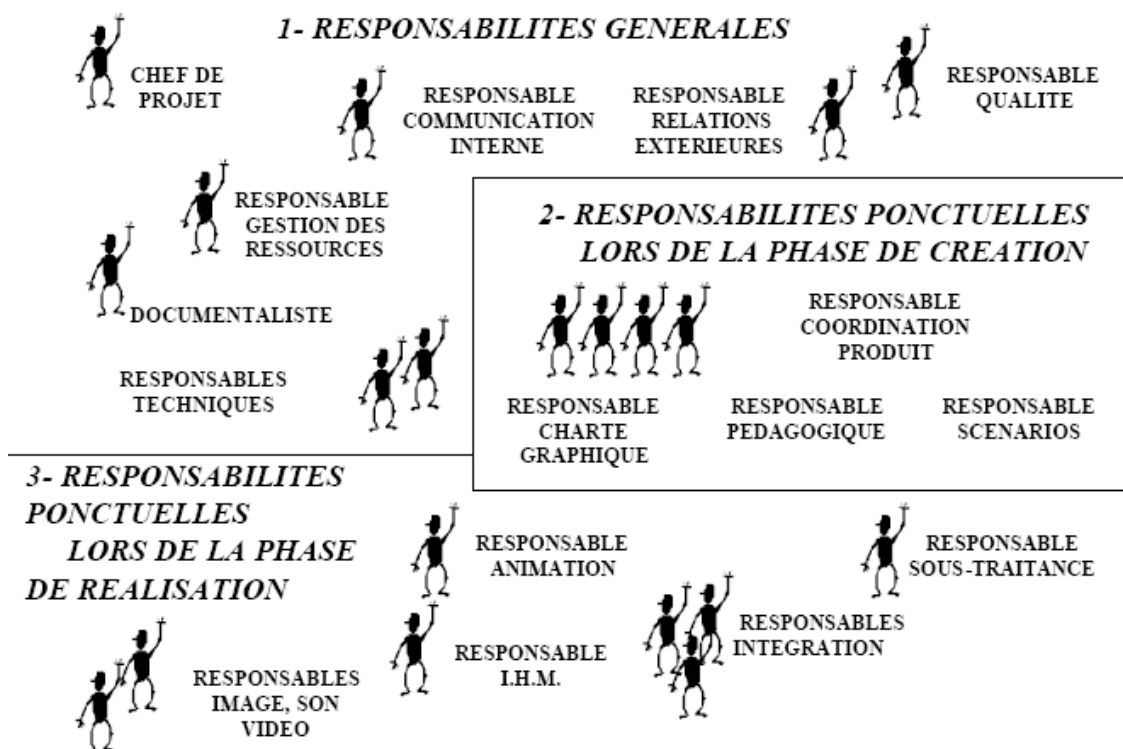 1- RESPONSABILITES GENERALES
CHEF DE
PROJET
RESPONSABLE
COMMUNICATION
INTERNE
RESPONSABLE
RELATIONS
EXTERIEURES
RESPONSABLE
QUALITE
RESPONSABLE
GESTION DES
RESSOURCES
DOCUMENTALISTE
RESPONSABLES
TECHNIQUES
2- RESPONSABILITES PONCTUELLES
LORS DE LA PHASE DE CREATION
RESPONSABLE
COORDINATION
PRODUIT
RESPONSABLE
CHARTE
GRAPHIQUE
RESPONSABLE
PEDAGOGIQUE
RESPONSABLE
SCENARIOS
3- RESPONSABILITES
PONCTUELLES
LORS DE LA PHASE
DE REALISATION
RESPONSABLE
ANIMATION
RESPONSABLE
SOUS-TRAITANCE
RESPONSABLES
IMAGE, SON
VIDEO
RESPONSABLE
I.H.M.
RESPONSABLES
INTEGRATION